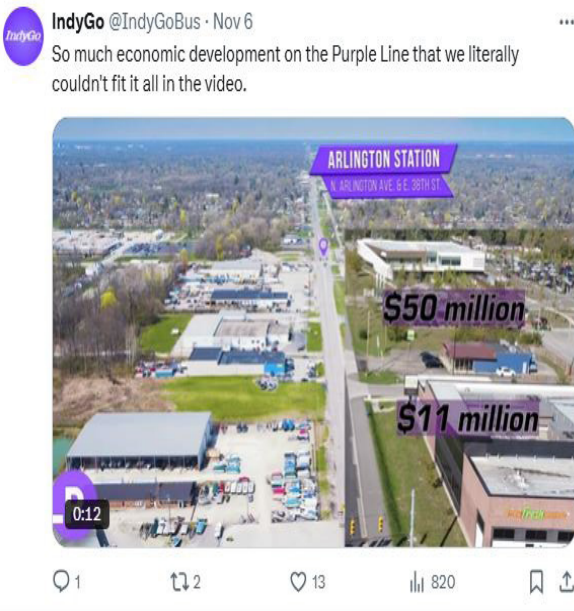 IndyGo
IndyGo @IndyGoBus · Nov 6
So much economic development on the Purple Line that we literally
couldn't fit it all in the video.
ARLINGTON STATION
N. ARLINGTON AVE. & E. 38TH ST.
$50 million
$11 million
0:12
1 2 13 820